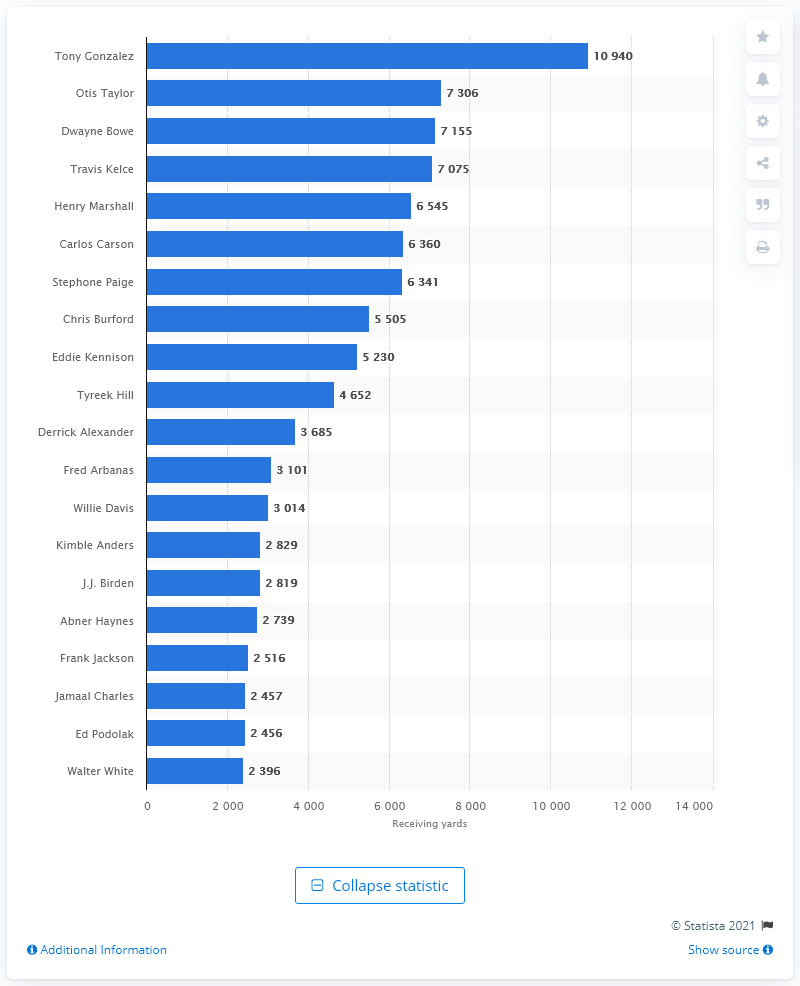 Tony Gonzalez 10 940
Otis Taylor 7 306
Dwayne Bowe 7 155
Travis Kelce 7 075
Henry Marshall 6 545
Carlos Carson 6 360
Stephone Paige 6 341
Chris Burford 5 505
Eddie Kennison 5 230
Tyreek Hill 4 652
Derrick Alexander 3 685
Fred Arbanas 3 101
Willie Davis 3 014
Kimble Anders 2 829
J.J. Birden 2 819
Abner Haynes 2 739
Frank Jackson 2 516
Jamaal Charles 2 457
Ed Podolak 2 456
Walter White 2 396
0 2 000 4 000 6 000 8 000 10 000 12 000 14 000
Receiving yards
Collapse statistic
© Statista 2021
Additional Information Show source